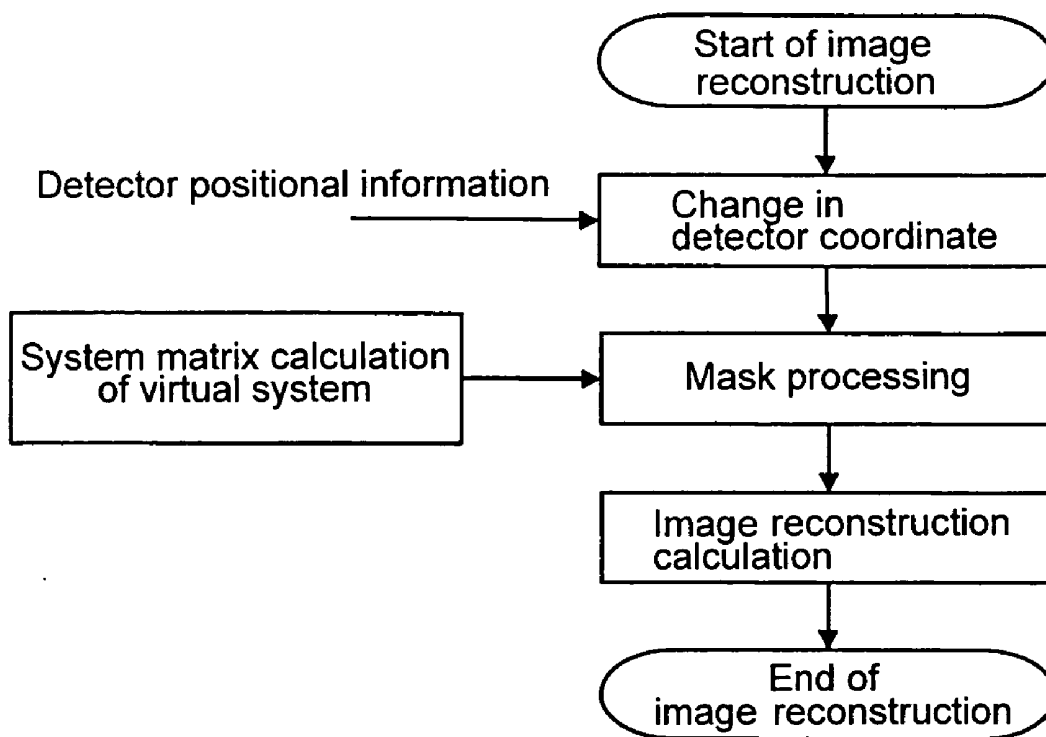 Start of image
reconstruction
Detector positional information
Change in
detector coordinate
System matrix calculation
of virtual system
Mask processing
Image reconstruction
calculation
End of
image reconstruction